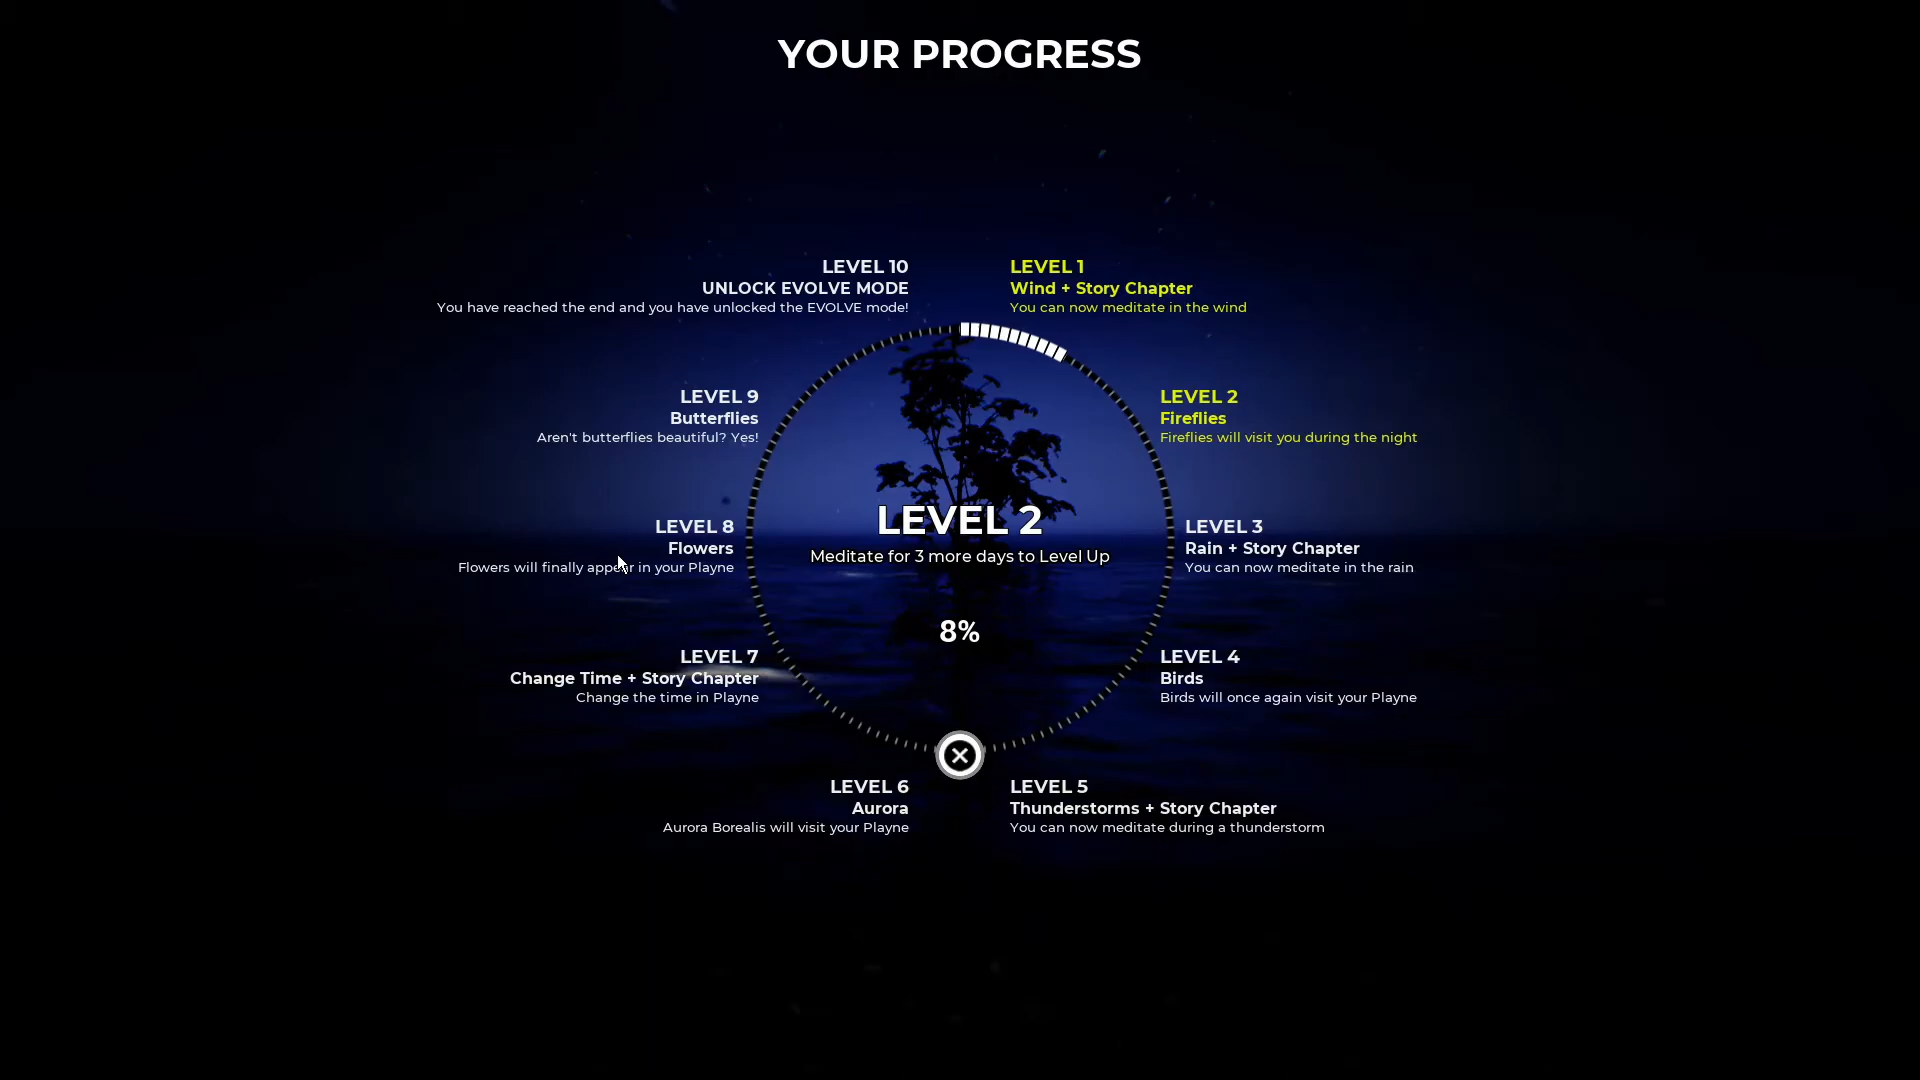 YOUR PROGRESS
LEVEL 10
UNLOCK EVOLVE MODE
You have reached the end and you have unlocked the EVOLVE mode!
LEVEL 1
Wind + Story Chapter
You can now meditate in the wind
LEVEL 9
Butterflies
Aren't butterflies beautiful? Yes!
LEVEL 2
Fireflies
Fireflies will visit you during the night
LEVEL 8
Flowers
Flowers will finally appear in your Playne
LEVEL 2
Meditate for 3 more days to Level Up
8%
LEVEL 3
Rain + Story Chapter
You can now meditate in the rain
LEVEL 7
Change Time + Story Chapter
Change the time in Playne
LEVEL 4
Birds
Birds will once again visit your Playne
LEVEL 6
Aurora
Aurora Borealis will visit your Playne
LEVEL 5
Thunderstorms + Story Chapter
You can now meditate during a thunderstorm